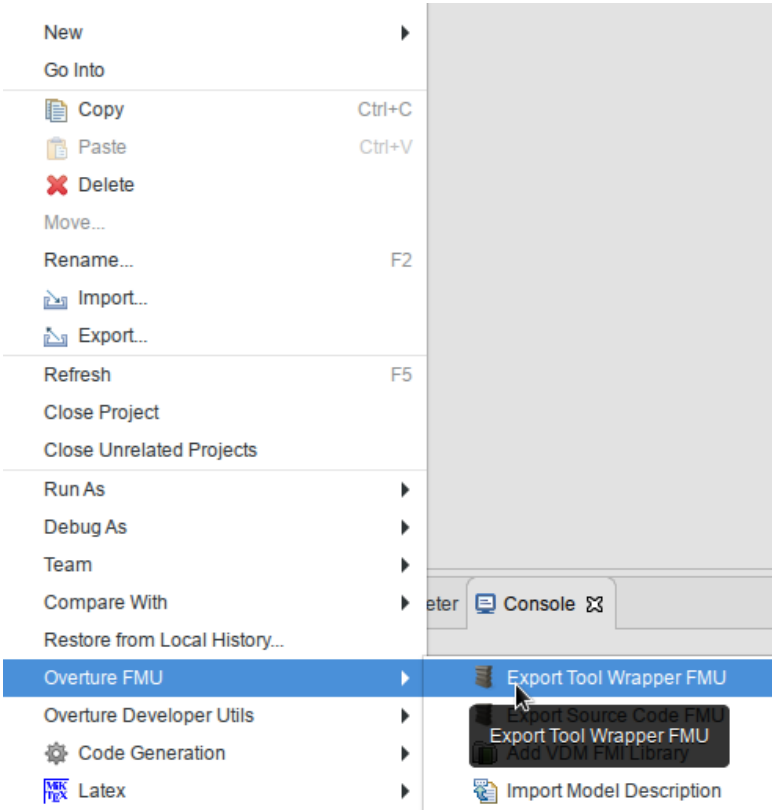 New
Go Into
Copy Ctrl+C
Paste Ctrl+V
Delete
Move...
Rename... F2
Import...
Export...
Refresh F5
Close Project
Close Unrelated Projects
Run As
Debug As
Team
Compare With
eter Console
Restore from Local History...
Overture FMU
Export Tool Wrapper FMU
Overture Developer Utils
Export Source Code FMU
Export Tool Wrapper FMU
Code Generation
Add VDM FMI Library
MiK TEX Latex
Import Model Description